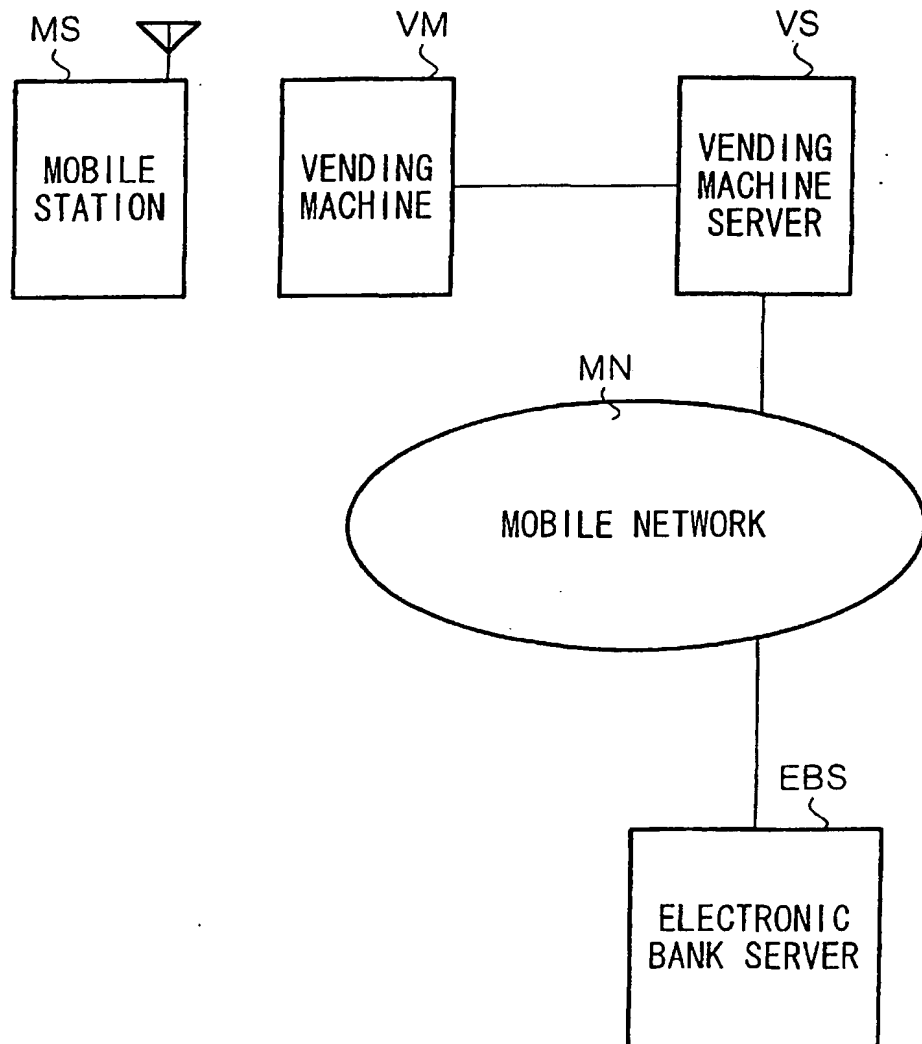 MS
VM
VS
MOBILE
STATION
VENDING
MACHINE
VENDING
MACHINE
SERVER
MN
MOBILE NETWORK
EBS
ELECTRONIC
BANK SERVER